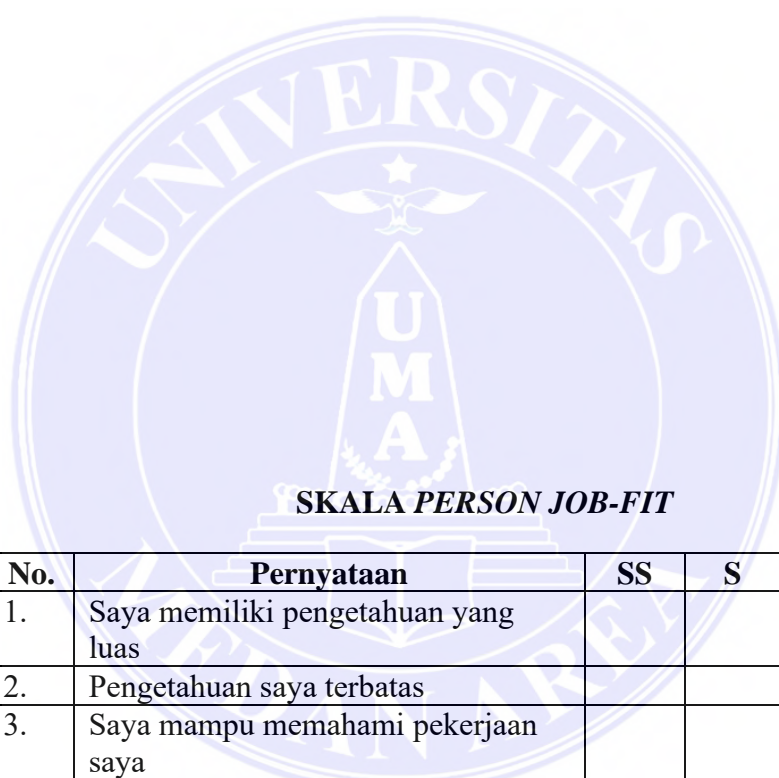 UNIVERSITAS
UMA
SKALA PERSON JOB-FIT
No. Pernyataan SS S
1. Saya memiliki pengetahuan yang
luas
2. Pengetahuan saya terbatas
3. Saya mampu memahami pekerjaan
saya
MEDAN AREA